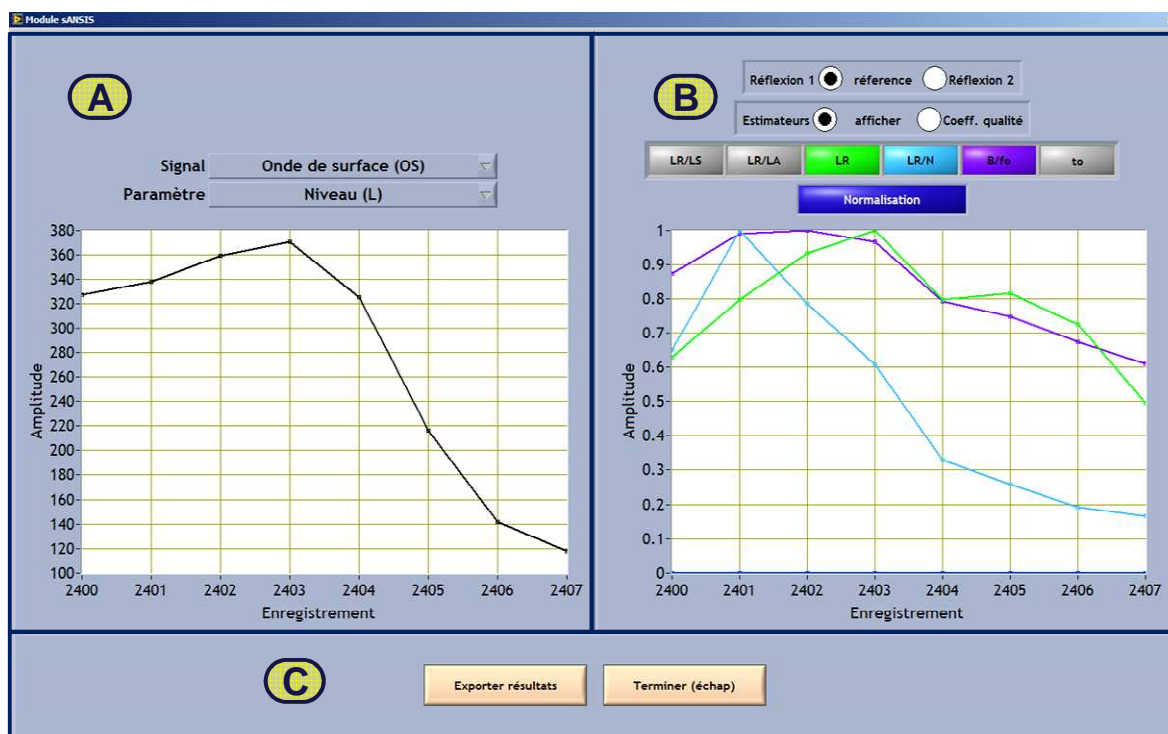 Module sANSIS
A
Signal Onde de surface (OS)
Paramètre Niveau (L)
380
360
340
320
300
280
260
240
220
200
180
160
140
120
100
Amplitude
2400 2401 2402 2403 2404 2405 2406 2407
Enregistrement
B
Réflexion 1 réference Réflexion 2
Estimateurs afficher Coeff. qualité
LR/LS LR/LA LR LR/N B/fo to
Normalisation
1
0.9
0.8
0.7
0.6
0.5
0.4
0.3
0.2
0.1
0
Amplitude
2400 2401 2402 2403 2404 2405 2406 2407
Enregistrement
C
Exporter résultats Terminer (échap)